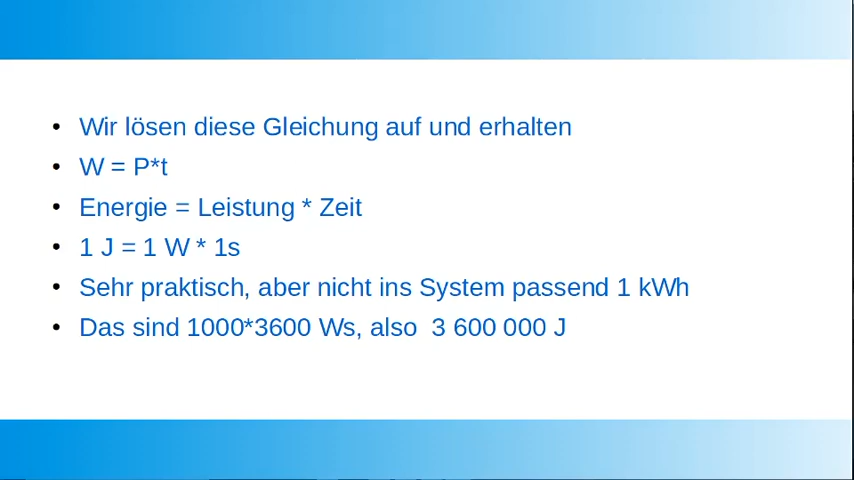 Wir lösen diese Gleichung auf und erhalten
W = P*t
Energie = Leistung * Zeit
1 J = 1 W * 1s
Sehr praktisch, aber nicht ins System passend 1 kWh
Das sind 1000*3600 Ws, also  3 600 000 J